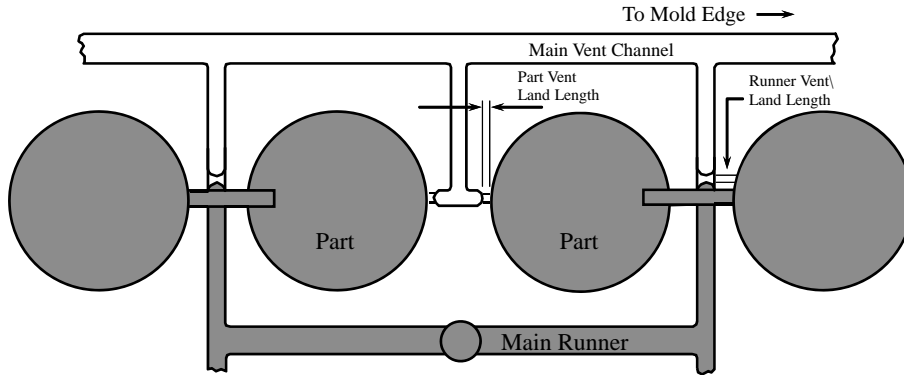 To Mold Edge
Main Vent Channel
Part Vent
Land Length
Runner Vent\
Land Length
Part
Part
Main Runner